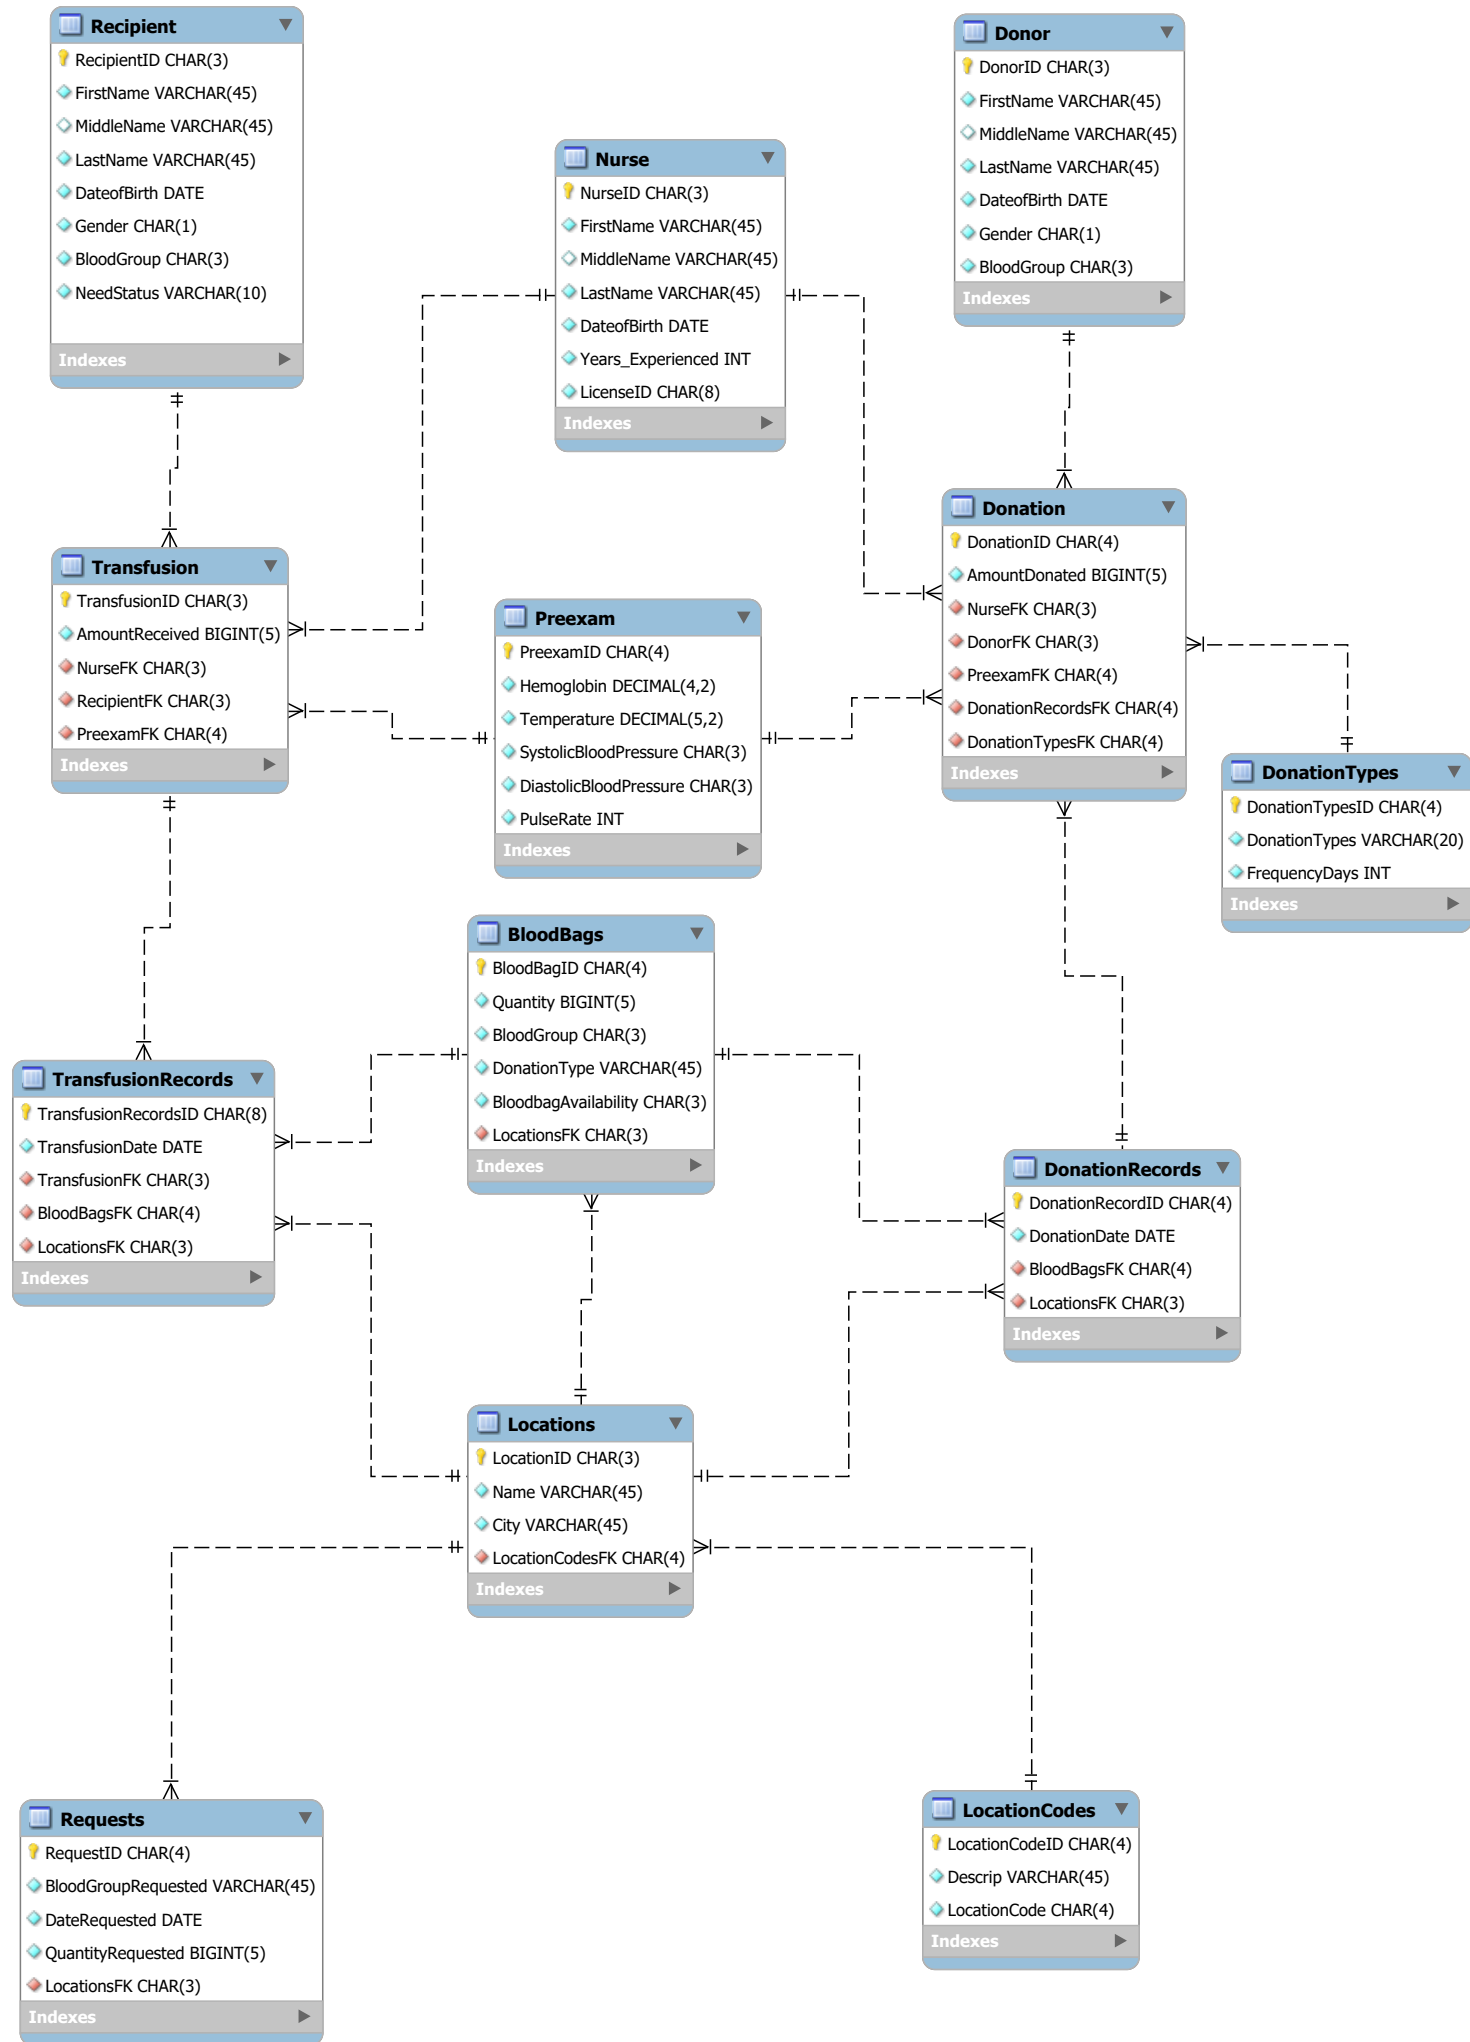 Recipient
RecipientID CHAR(3)
FirstName VARCHAR(45)
MiddleName VARCHAR(45)
LastName VARCHAR(45)
DateofBirth DATE
Gender CHAR(1)
BloodGroup CHAR(3)
NeedStatus VARCHAR(10)
Indexes
Donor
DonorID CHAR(3)
FirstName VARCHAR(45)
MiddleName VARCHAR(45)
LastName VARCHAR(45)
DateofBirth DATE
Gender CHAR(1)
BloodGroup CHAR(3)
Indexes
Nurse
NurseID CHAR(3)
FirstName VARCHAR(45)
MiddleName VARCHAR(45)
LastName VARCHAR(45)
DateofBirth DATE
Years_Experienced INT
LicenseID CHAR(8)
Indexes
Transfusion
TransfusionID CHAR(3)
AmountReceived BIGINT(5)
NurseFK CHAR(3)
RecipientFK CHAR(3)
PreexamFK CHAR(4)
Indexes
Preexam
PreexamID CHAR(4)
Hemoglobin DECIMAL(4,2)
Temperature DECIMAL(5,2)
SystolicBloodPressure CHAR(3)
DiastolicBloodPressure CHAR(3)
PulseRate INT
Indexes
Donation
DonationID CHAR(4)
AmountDonated BIGINT(5)
NurseFK CHAR(3)
DonorFK CHAR(3)
PreexamFK CHAR(4)
DonationRecordsFK CHAR(4)
DonationTypesFK CHAR(4)
Indexes
DonationTypes
DonationTypesID CHAR(4)
DonationTypes VARCHAR(20)
FrequencyDays INT
Indexes
BloodBags
BloodBagID CHAR(4)
Quantity BIGINT(5)
BloodGroup CHAR(3)
DonationType VARCHAR(45)
BloodbagAvailability CHAR(3)
LocationsFK CHAR(3)
Indexes
TransfusionRecords
TransfusionRecordsID CHAR(8)
TransfusionDate DATE
TransfusionFK CHAR(3)
BloodBagsFK CHAR(4)
LocationsFK CHAR(3)
Indexes
DonationRecords
DonationRecordID CHAR(4)
DonationDate DATE
BloodBagsFK CHAR(4)
LocationsFK CHAR(3)
Indexes
Locations
LocationID CHAR(3)
Name VARCHAR(45)
City VARCHAR(45)
LocationCodesFK CHAR(4)
Indexes
Requests
RequestID CHAR(4)
BloodGroupRequested VARCHAR(45)
DateRequested DATE
QuantityRequested BIGINT(5)
LocationsFK CHAR(3)
Indexes
LocationCodes
LocationCodeID CHAR(4)
Descrip VARCHAR(45)
LocationCode CHAR(4)
Indexes